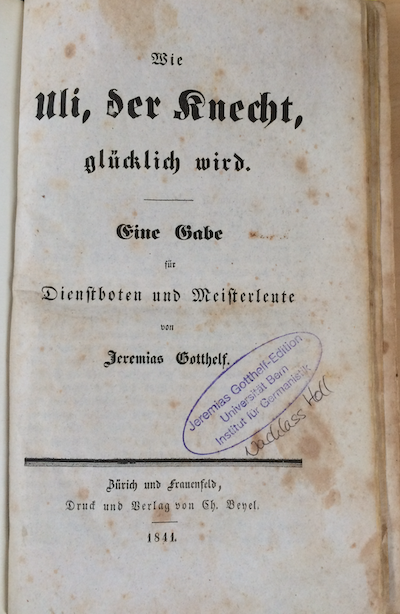 Wie
Uli, der Knecht,
glücklich wird.
Eine Gabe
für
Dienstboten und Meisterleute
von
Jeremias Gotthelf.
Jeremias Gotthelf-Edition
Universität Bern
Institut für Germanistik
Nachlass Holl
Zürich und Frauenfeld,
Druck und Verlag von Ch. Beyel.
1841.